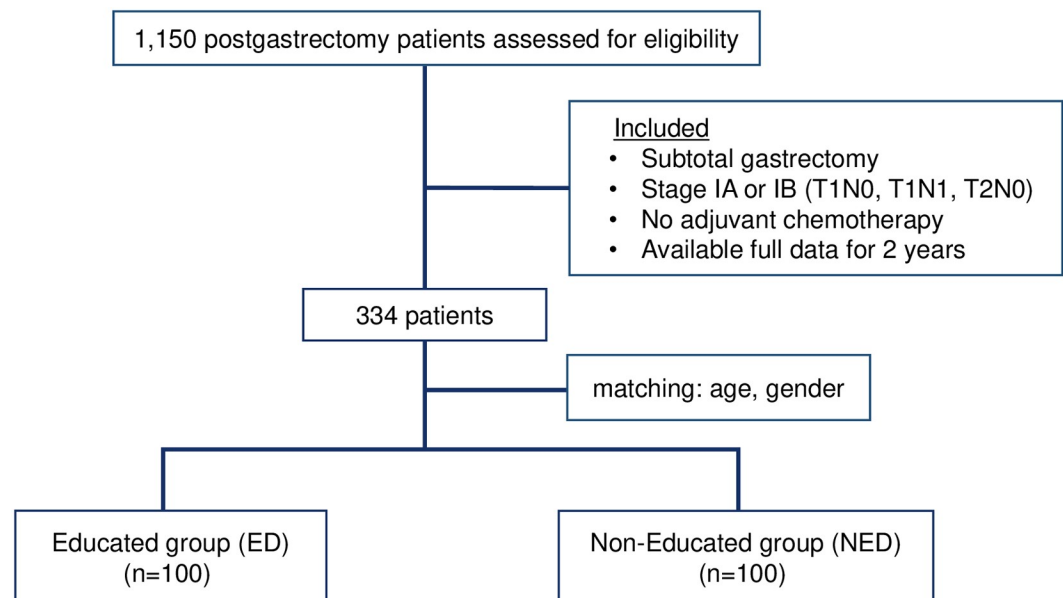 1,150 postgastrectomy patients assessed for eligibility
Included
• Subtotal gastrectomy
• Stage IA or IB (T1N0, T1N1, T2N0)
• No adjuvant chemotherapy
• Available full data for 2 years
334 patients
matching: age, gender
Educated group (ED)
(n=100)
Non-Educated group (NED)
(n=100)